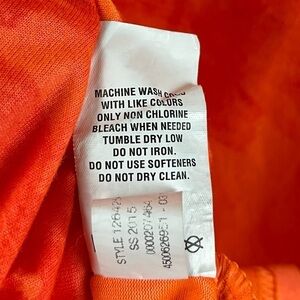 MACHINE WASH COLD
WITH LIKE COLORS
ONLY NON CHLORINE
BLEACH WHEN NEEDED
TUMBLE DRY LOW
DO NOT IRON.
DO NOT USE SOFTENERS
DO NOT DRY CLEAN.
SS 2015